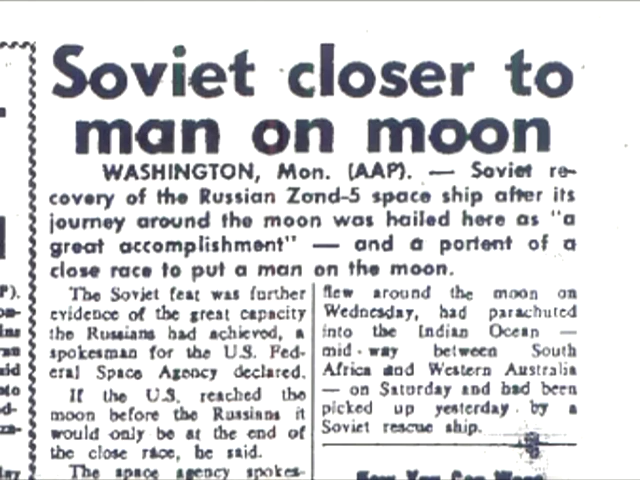 Soviet closer to
man on moon
WASHINGTON, Mon. (AAP). — Soviet re-
covery of the Russian Zond-5 space ship after its
journey around the moon was hailed here as "a
great accomplishment" — and a portent of a
close race to put a man on the moon.
The Soviet feat was further
evidence of the great capacity
the Russians had achieved, a
spokesman for the U.S. Fed-
eral Space Agency declared.
If the U.S. reached the
moon before the Russians it
would only be at the end of
the close race, he said.
The space agency spokes-
flew around the moon on
Wednesday, had parachuted
into the Indian Ocean —
mid-way between South
Africa and Western Australia
— on Saturday and had been
picked up yesterday by a
Soviet rescue ship.